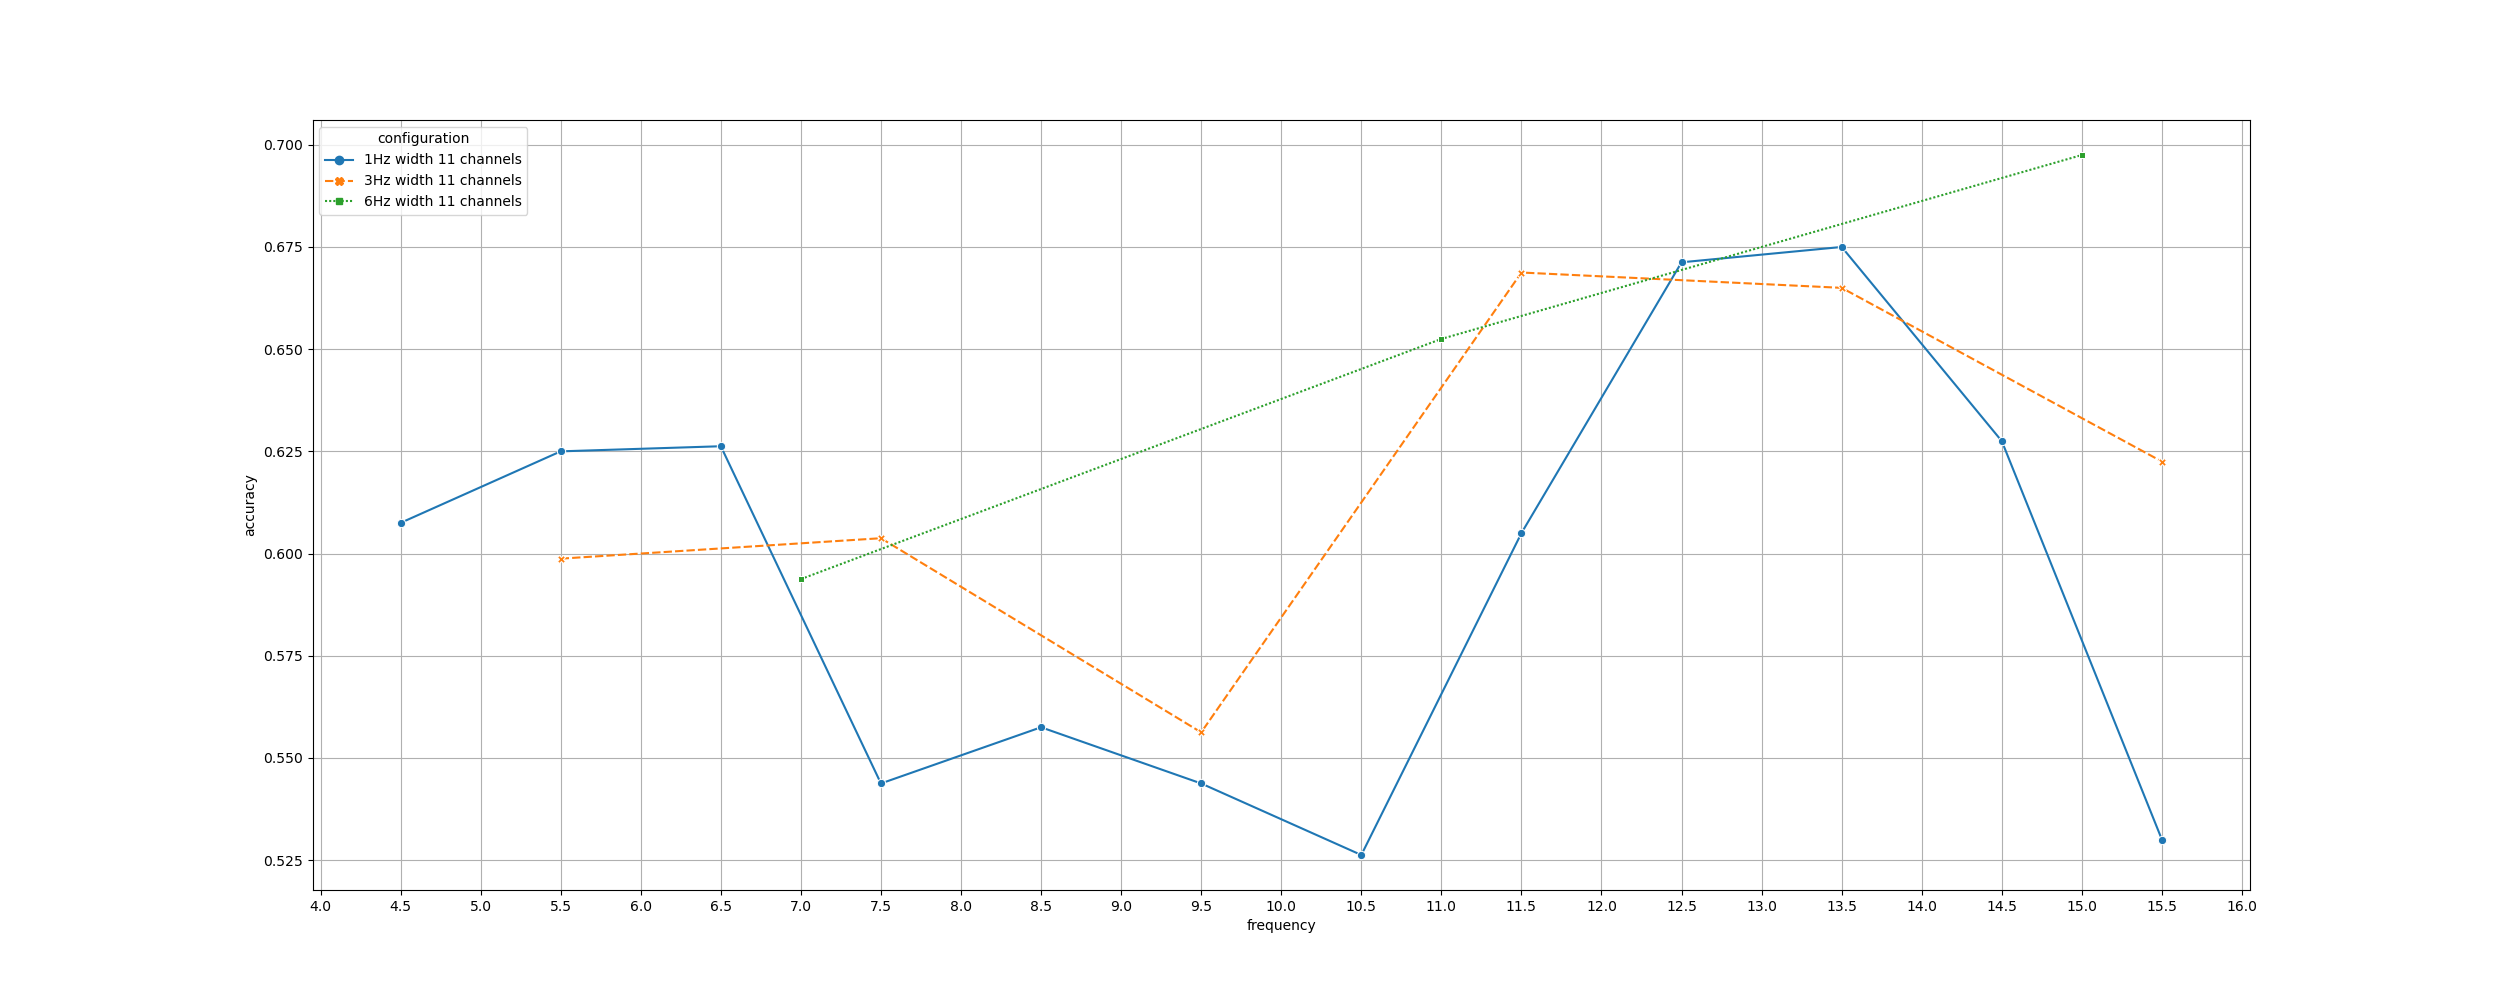 configuration
1Hz width 11 channels
3Hz width 11 channels
6Hz width 11 channels
0.700
0.675
0.650
0.625
0.600
0.575
0.550
0.525
accuracy
4.0 4.5 5.0 5.5 6.0 6.5 7.0 7.5 8.0 8.5 9.0 9.5 10.0 10.5 11.0 11.5 12.0 12.5 13.0 13.5 14.0 14.5 15.0 15.5 16.0
frequency